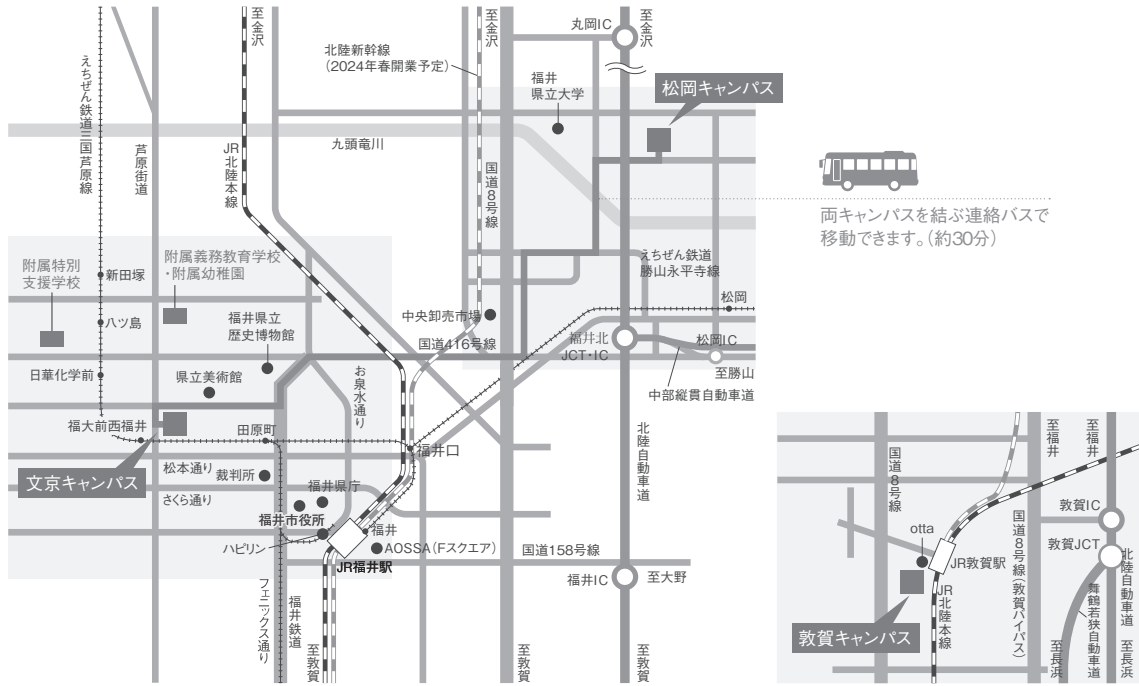 至金沢
至金沢
丸岡IC
至金沢
北陸新幹線
（2024年春開業予定）
福井
県立大学
松岡キャンパス
えちぜん鉄道三国芦原線
芦原街道
JR北陸本線
九頭竜川
国道8号線
両キャンパスを結ぶ連絡バスで
移動できます。（約30分）
附属特別
支援学校
新田塚
附属義務教育学校
・附属幼稚園
えちぜん鉄道
勝山永平寺線
松岡
八ツ島
福井県立
歴史博物館
中央卸売市場
国道416号線
福井北
JCT・IC
松岡IC
至勝山
日華化学前
県立美術館
お泉水通り
中部縦貫自動車道
福大前西福井
田原町
福井口
北陸自動車道
文京キャンパス
松本通り
裁判所
さくら通り
福井県庁
福井市役所
福井
ハピリン
AOSSA（Fスクエア）
国道158号線
JR福井駅
福井IC
至大野
フェニックス通り
福井鉄道
至敦賀
至敦賀
至敦賀
国道8号線
至福井
至福井
otta
国道8号線（敦賀バイパス）
敦賀IC
敦賀JCT
JR敦賀駅
JR北陸本線
敦賀キャンパス
舞鶴若狭自動車道
北陸自動車道
至長浜
至長浜